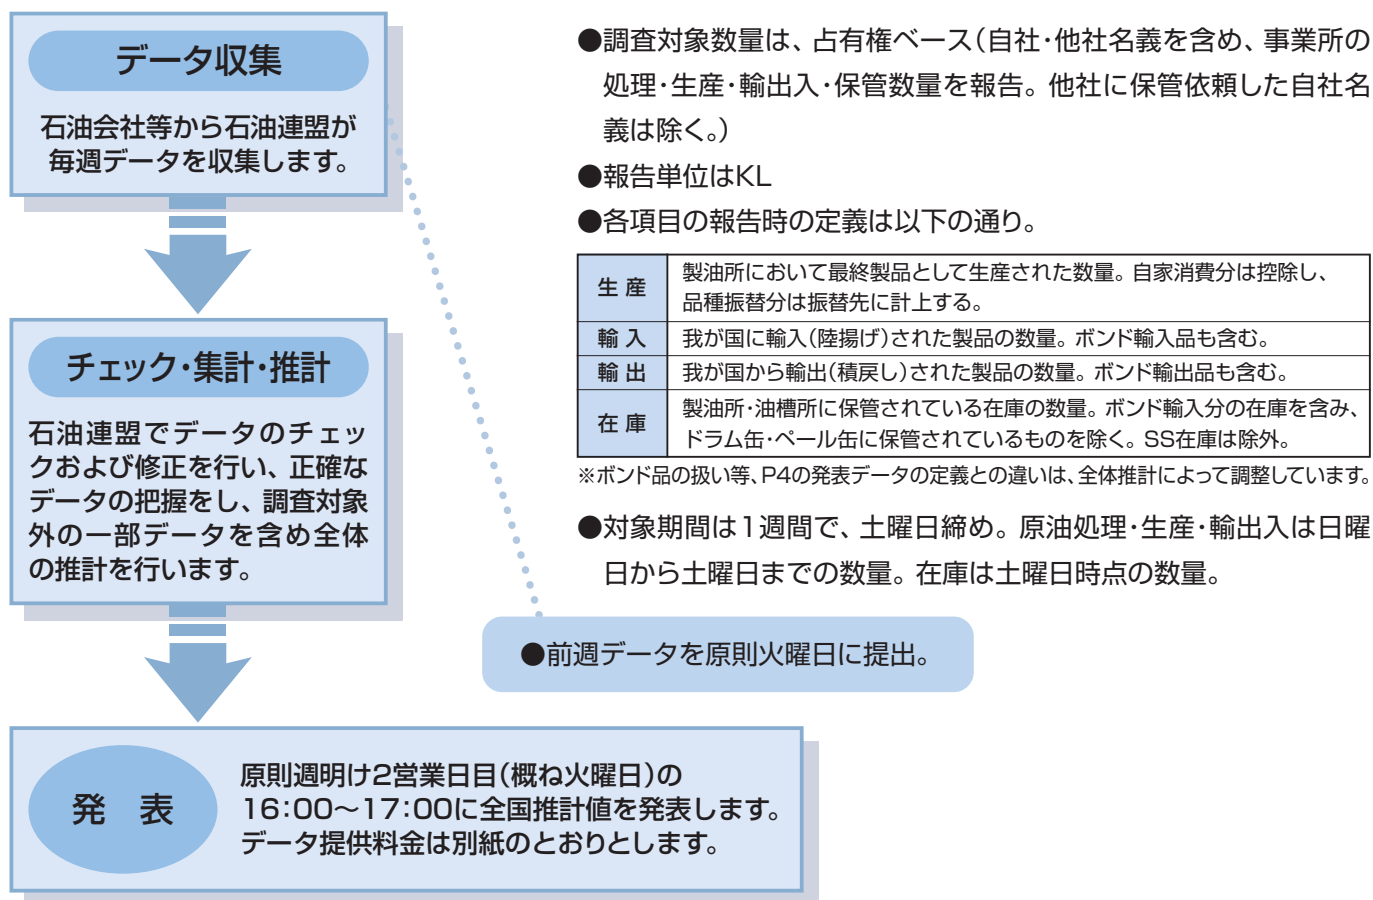 データ収集
石油会社等から石油連盟が
毎週データを収集します。
●調査対象数量は、占有権ベース(自社・他社名義を含め、事業所の
処理・生産・輸出入・保管数量を報告。他社に保管依頼した自社名
義は除く。)
●報告単位はKL
●各項目の報告時の定義は以下の通り。
生 産 製油所において最終製品として生産された数量。自家消費分は控除し、
品種振替分は振替先に計上する。
輸 入 我が国に輸入(陸揚げ)された製品の数量。ボンド輸入品も含む。
輸 出 我が国から輸出(積戻し)された製品の数量。ボンド輸出品も含む。
在 庫 製油所・油槽所に保管されている在庫の数量。ボンド輸入分の在庫を含み、
ドラム缶・ペール缶に保管されているものを除く。SS在庫は除外。
※ボンド品の扱い等、P4の発表データの定義との違いは、全体推計によって調整しています。
●対象期間は1週間で、土曜日締め。原油処理・生産・輸出入は日曜
日から土曜日までの数量。在庫は土曜日時点の数量。
●前週データを原則火曜日に提出。
チェック・集計・推計
石油連盟でデータのチェッ
クおよび修正を行い、正確な
データの把握をし、調査対象
外の一部データを含め全体
の推計を行います。
発 表
原則週明け2営業日目(概ね火曜日)の
16:00〜17:00に全国推計値を発表します。
データ提供料金は別紙のとおりとします。